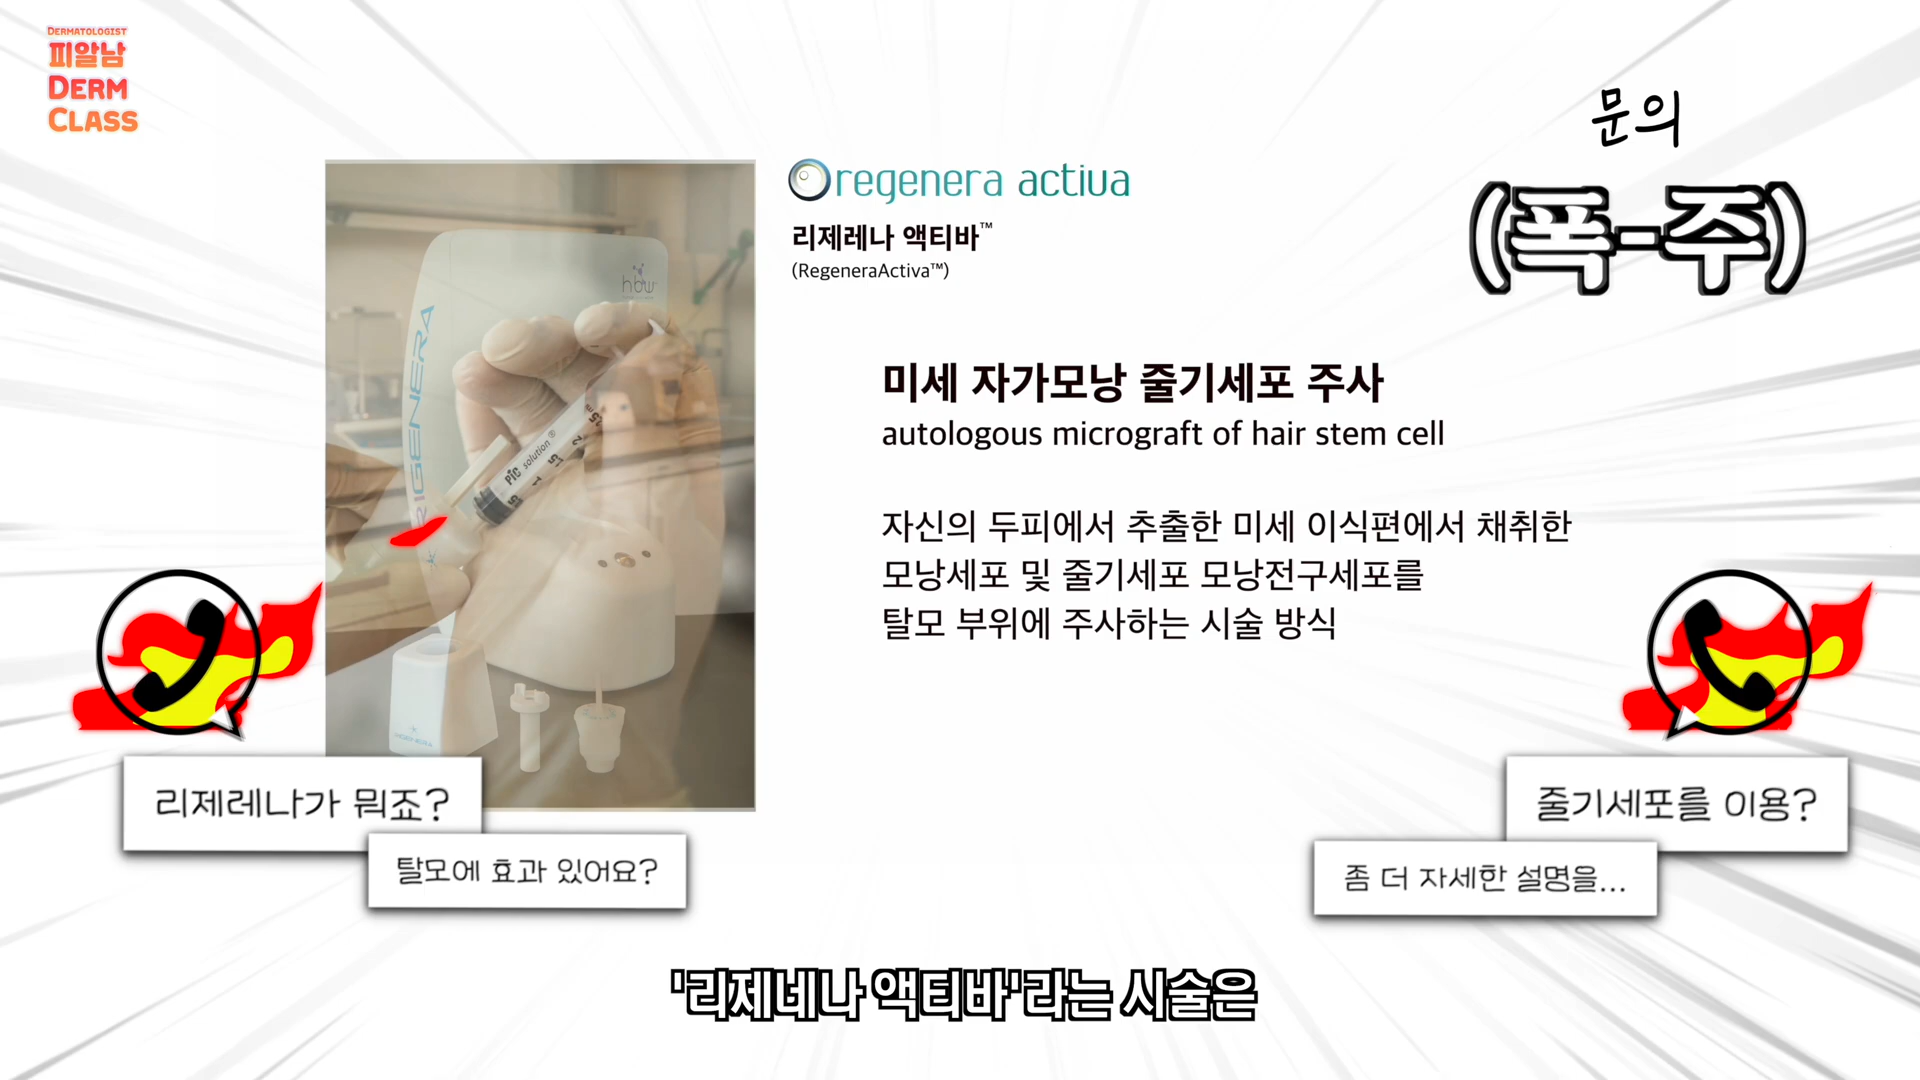 DERMATOLOGIST
피알남
DERM
CLASS
문의
(폭-주)
regenera activa
리제레나 액티바™
(RegeneraActiva™)
hbw
RIGENERA
PiC solution®
미세 자가모낭 줄기세포 주사
autologous micrograft of hair stem cell
자신의 두피에서 추출한 미세 이식편에서 채취한
모낭세포 및 줄기세포 모낭전구세포를
탈모 부위에 주사하는 시술 방식
리제레나가 뭐죠?
탈모에 효과 있어요?
줄기세포를 이용?
좀 더 자세한 설명을...
'리제네나 액티바'라는 시술은